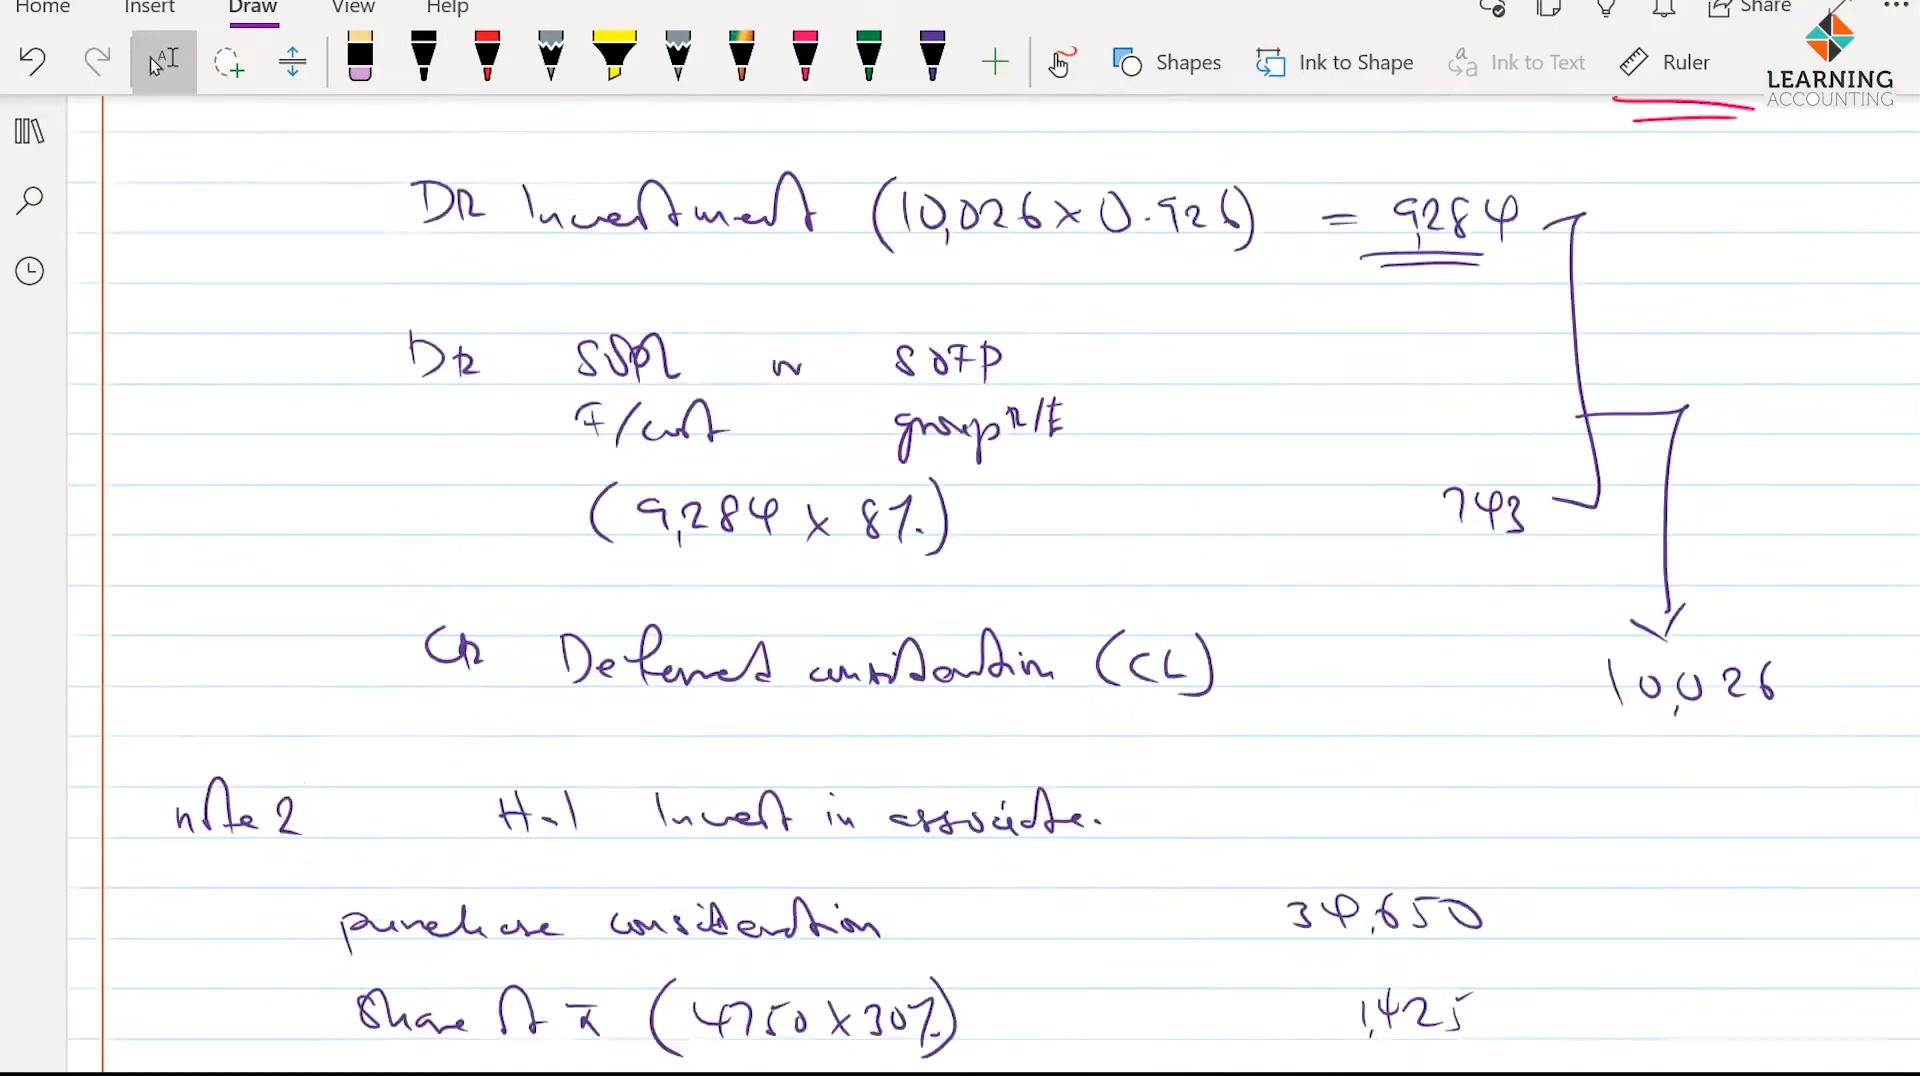 Home Insert Draw View Help Share
Shapes Ink to Shape Ink to Text Ruler
LEARNING
ACCOUNTING
DR Investment (10,026 x 0.926) = 9,284
DR SOPL or SOFP
F/cost group R/E
(9,284 x 8%) 743
CR Deferred consideration (CL) 10,026
note 2 H-I Invest in associate.
purchase consideration 34,650
Share of π (4750 x 30%) 1,425